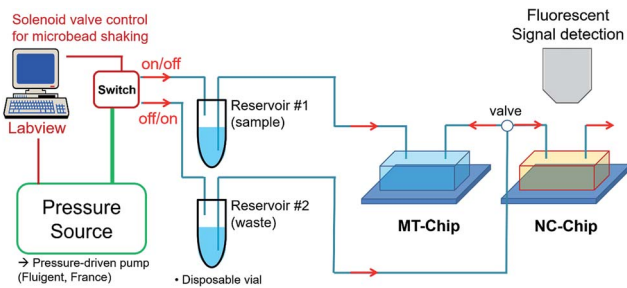 Solenoid valve control
for microbead shaking
Labview
Switch
on/off
off/on
Pressure
Source
→ Pressure-driven pump
(Fluigent, France)
Reservoir #1
(sample)
Reservoir #2
(waste)
• Disposable vial
MT-Chip
valve
Fluorescent
Signal detection
NC-Chip